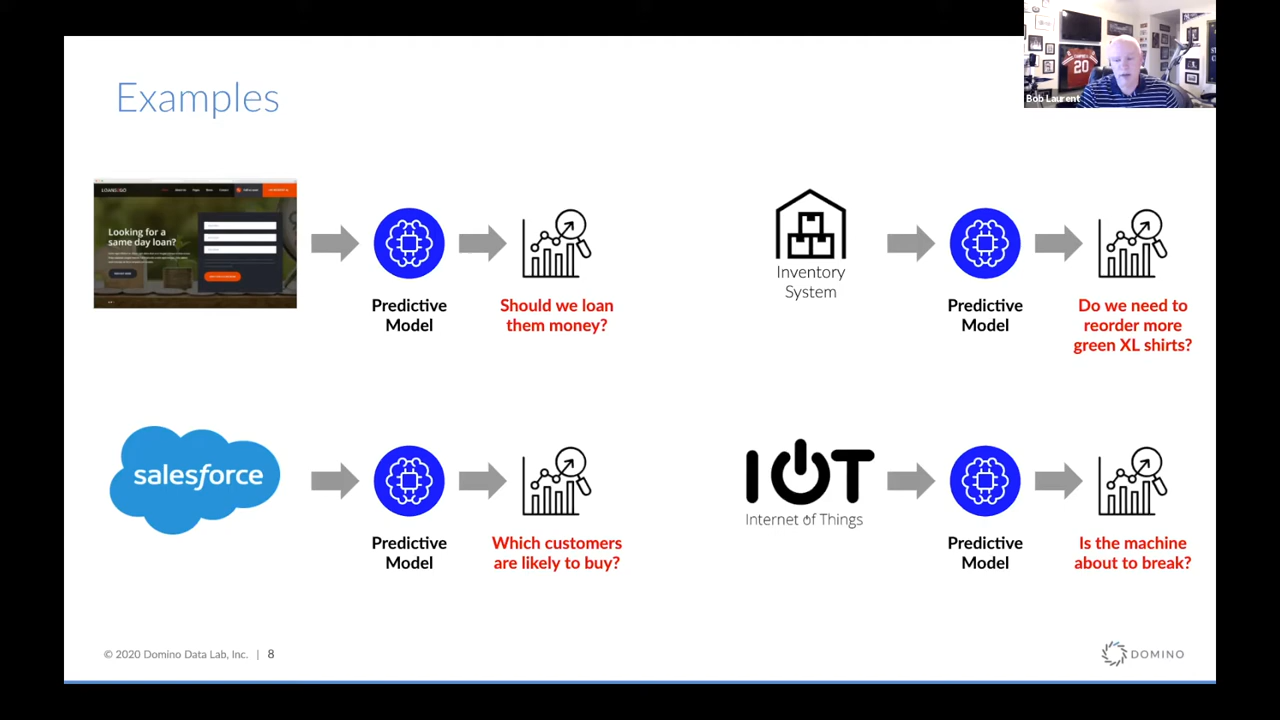 Examples
Bob Laurent
20
LOANS2GO
Looking for a
same day loan?
Predictive
Model
Should we loan
them money?
Inventory
System
Predictive
Model
Do we need to
reorder more
green XL shirts?
salesforce
Predictive
Model
Which customers
are likely to buy?
IOT
Internet of Things
Predictive
Model
Is the machine
about to break?
© 2020 Domino Data Lab, Inc. | 8
DOMINO